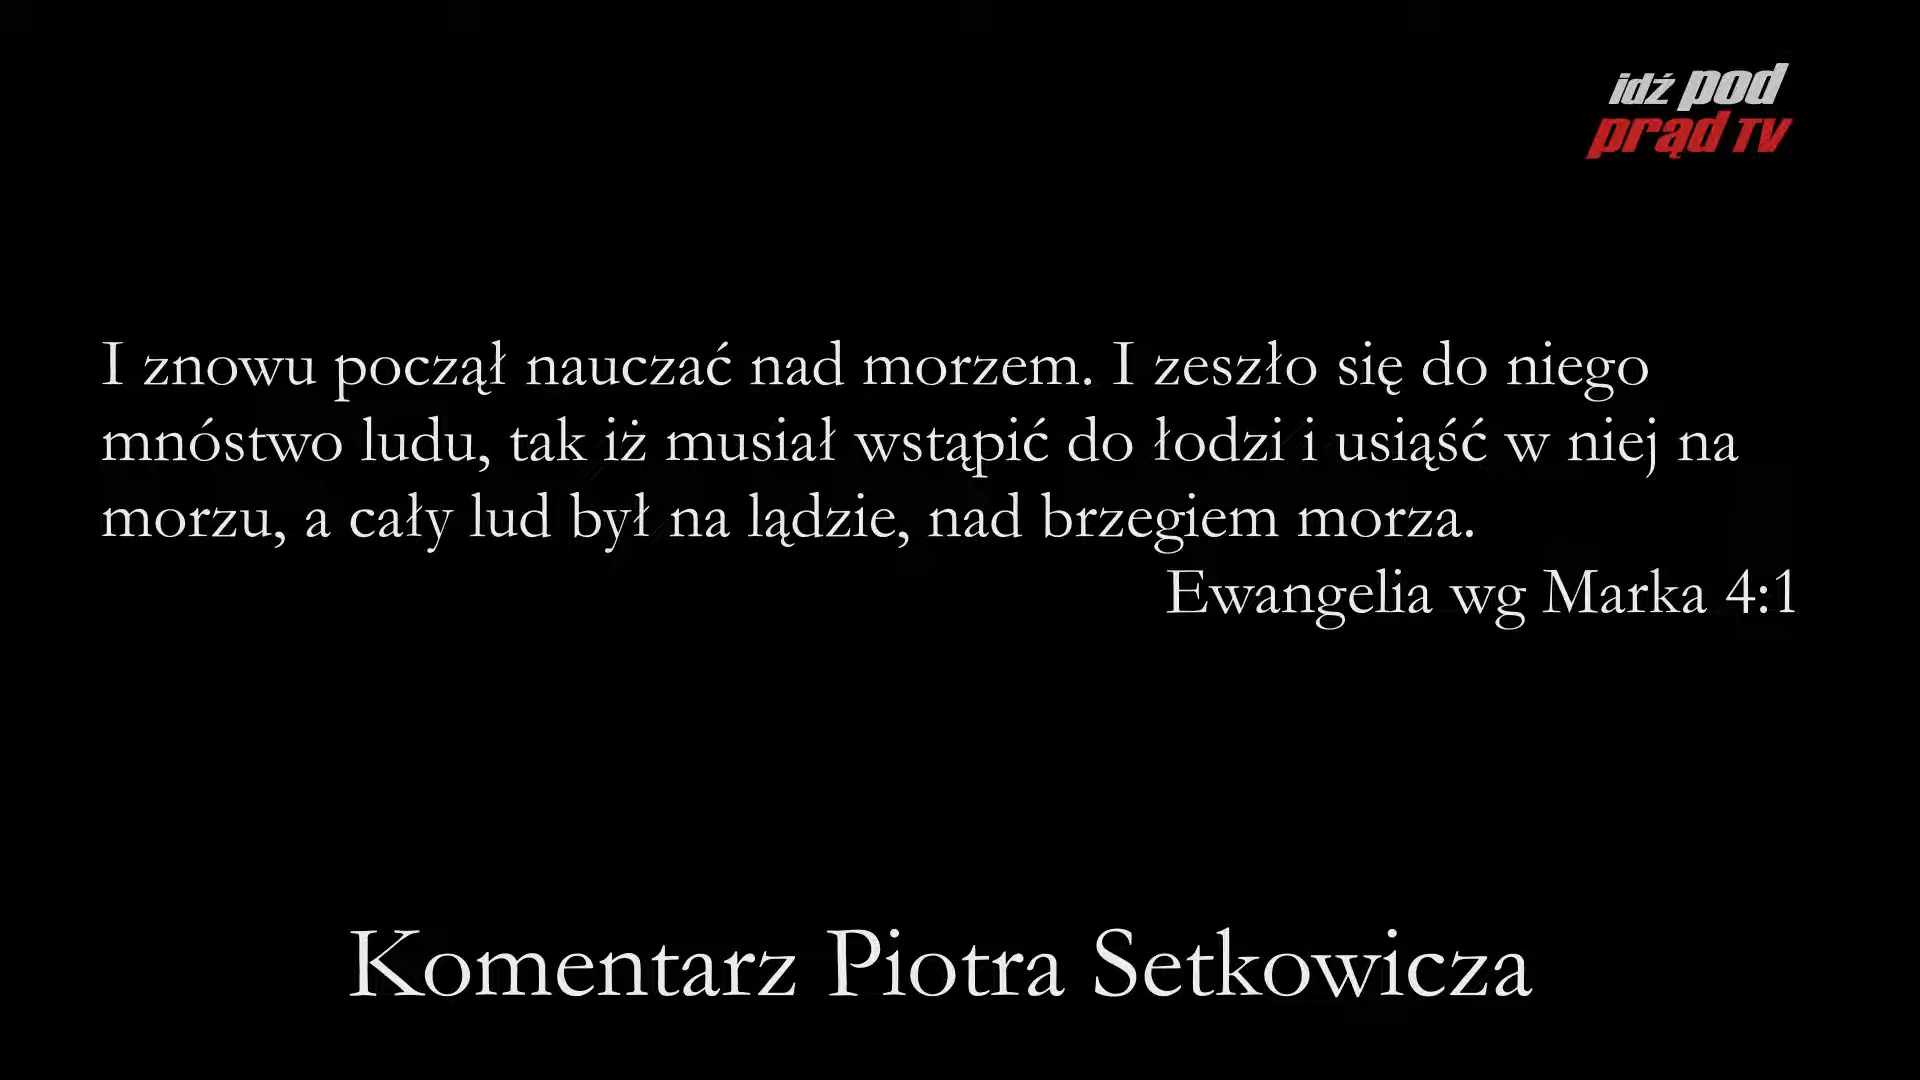 idź pod
prąd TV
I znowu począł nauczać nad morzem. I zeszło się do niego
mnóstwo ludu, tak iż musiał wstąpić do łodzi i usiąść w niej na
morzu, a cały lud był na lądzie, nad brzegiem morza.
Ewangelia wg Marka 4:1
Komentarz Piotra Setkowicza